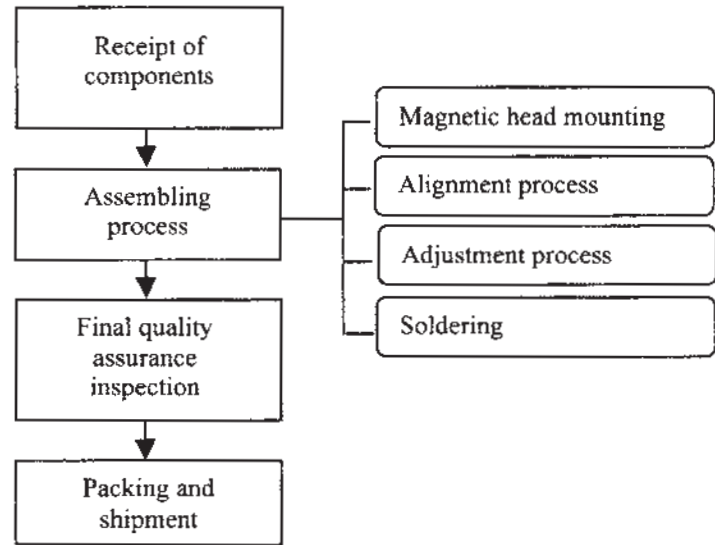 Receipt of
components
Assembling
process
Final quality
assurance
inspection
Packing and
shipment
Magnetic head mounting
Alignment process
Adjustment process
Soldering